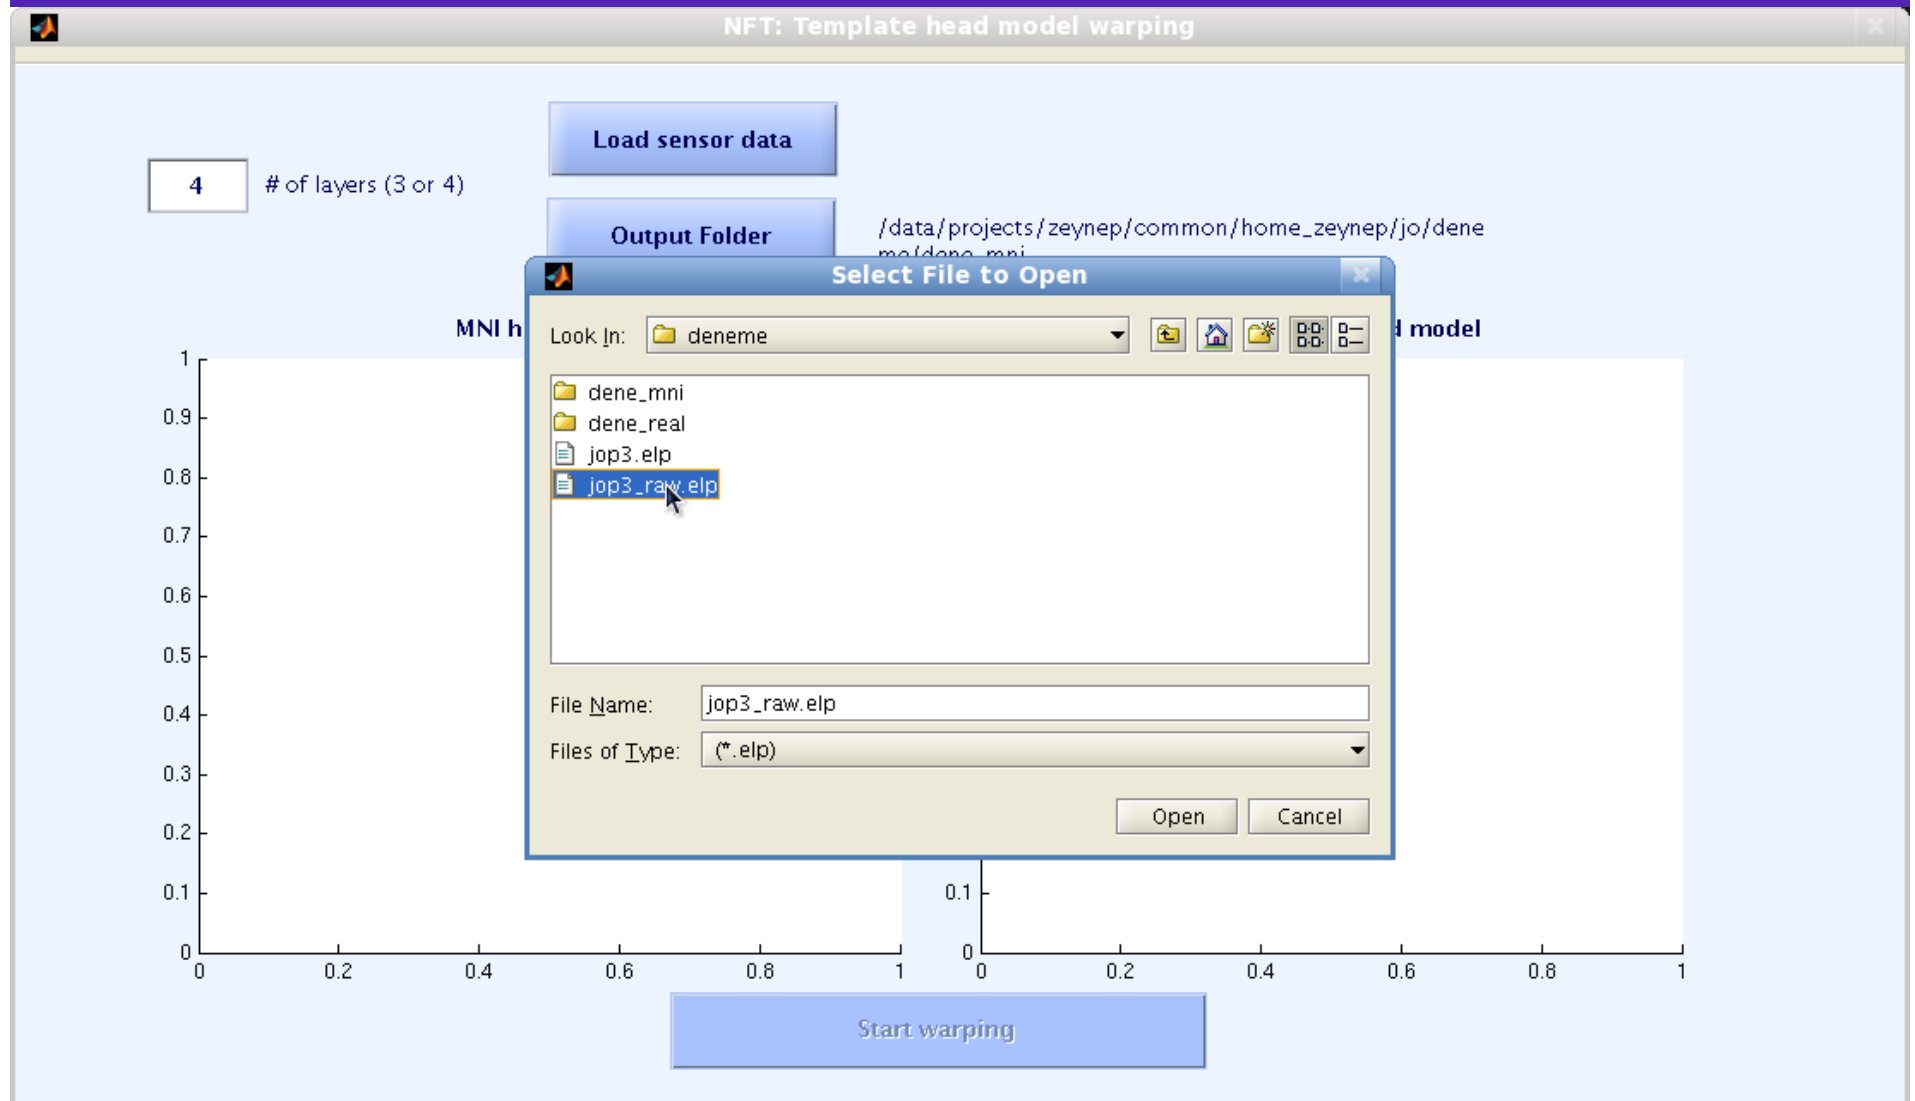 NFT: Template head model warping
Load sensor data
4 # of layers (3 or 4)
Output Folder
/data/projects/zeynep/common/home_zeynep/jo/dene
me/dene_mni
Select File to Open
MNI h
d model
Look In: deneme
dene_mni
dene_real
jop3.elp
jop3_raw.elp
File Name: jop3_raw.elp
Files of Type: (*.elp)
Open Cancel
1
0.9
0.8
0.7
0.6
0.5
0.4
0.3
0.2
0.1
0
0 0.2 0.4 0.6 0.8 1
0.1
0
0 0.2 0.4 0.6 0.8 1
Start warping